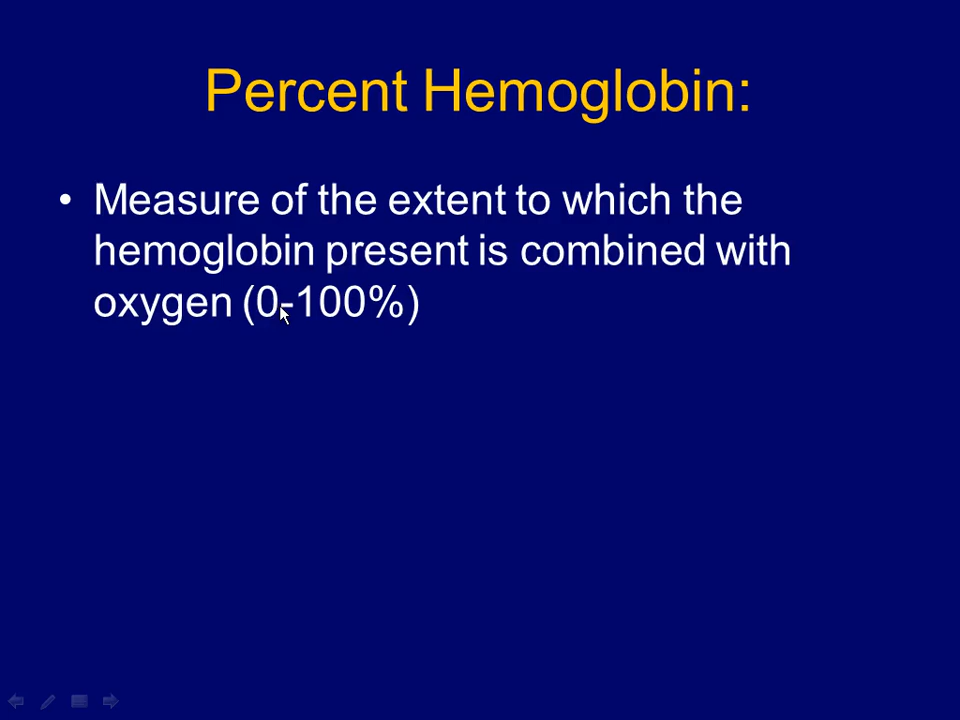 Percent Hemoglobin:
• Measure of the extent to which the
hemoglobin present is combined with
oxygen (0-100%)